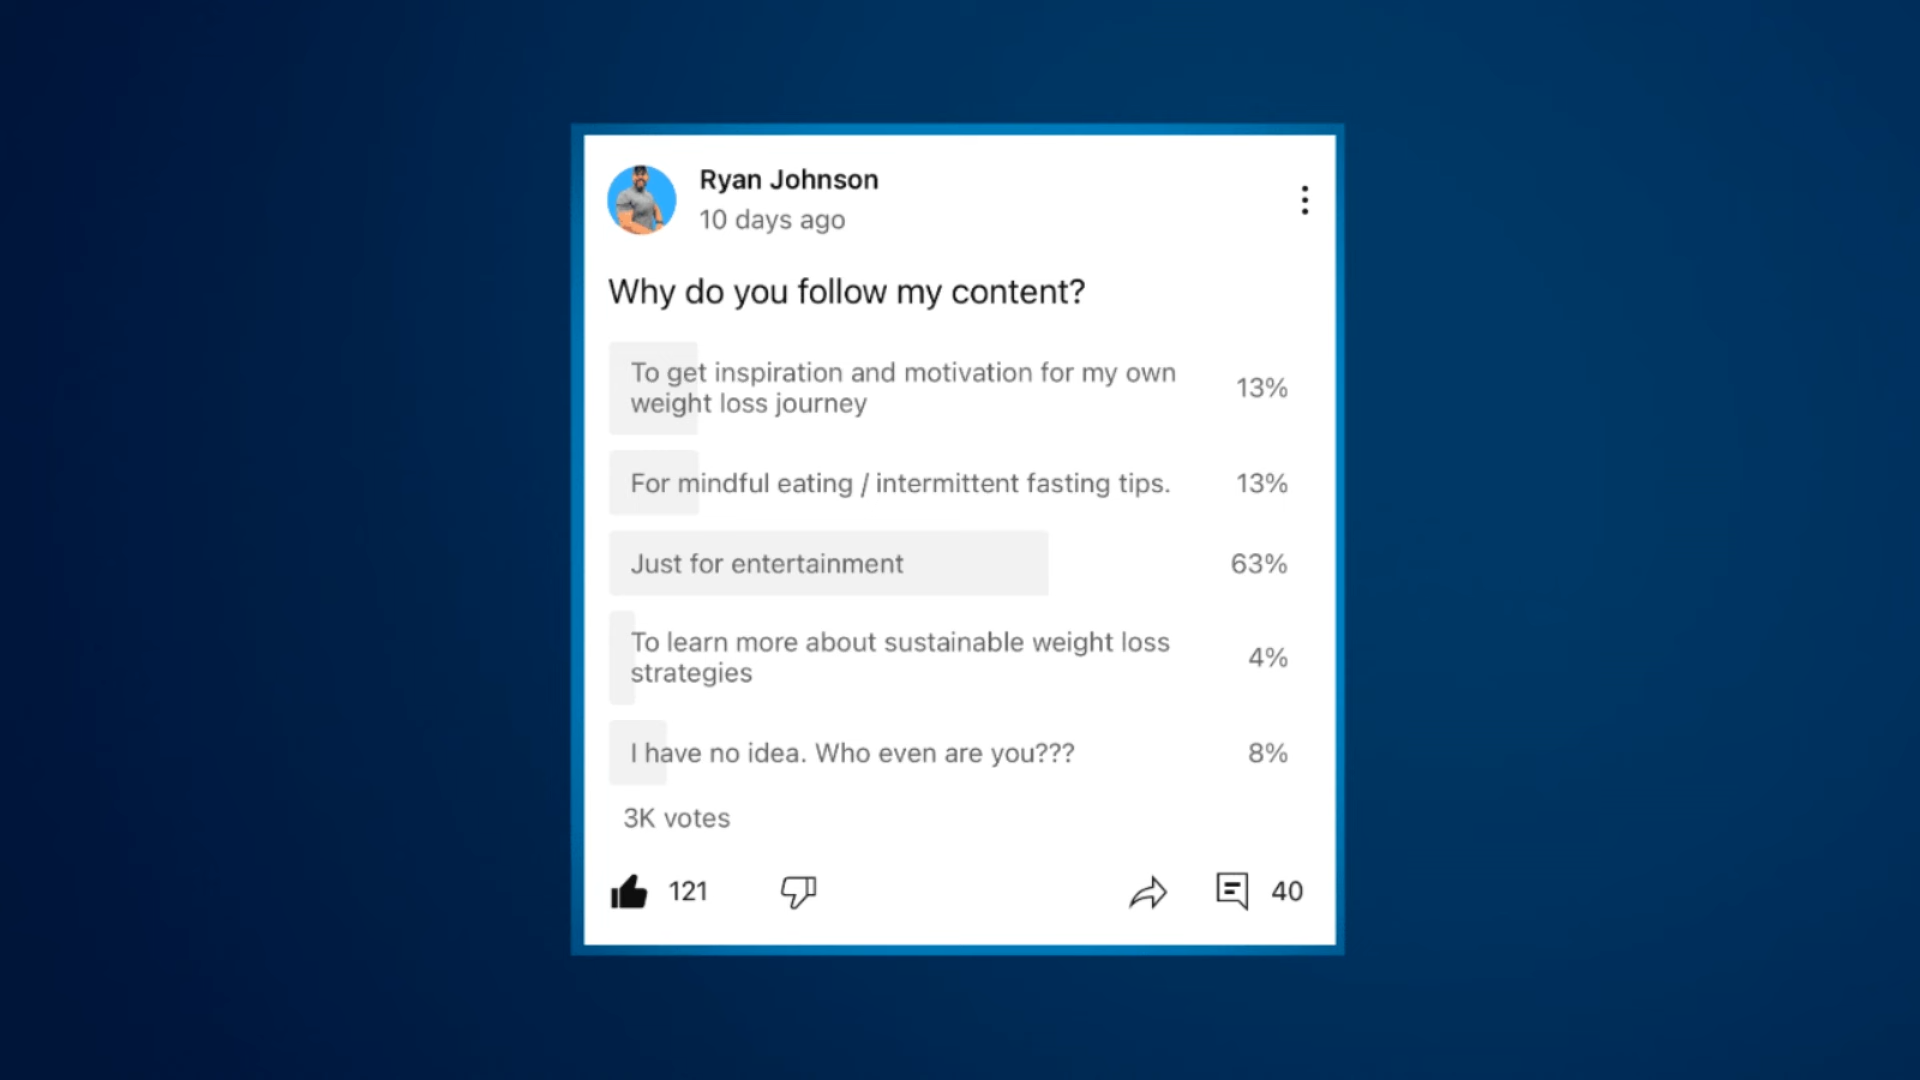 Ryan Johnson
10 days ago
Why do you follow my content?
To get inspiration and motivation for my own
weight loss journey
13%
For mindful eating / intermittent fasting tips.
13%
Just for entertainment
63%
To learn more about sustainable weight loss
strategies
4%
I have no idea. Who even are you???
8%
3K votes
121
40